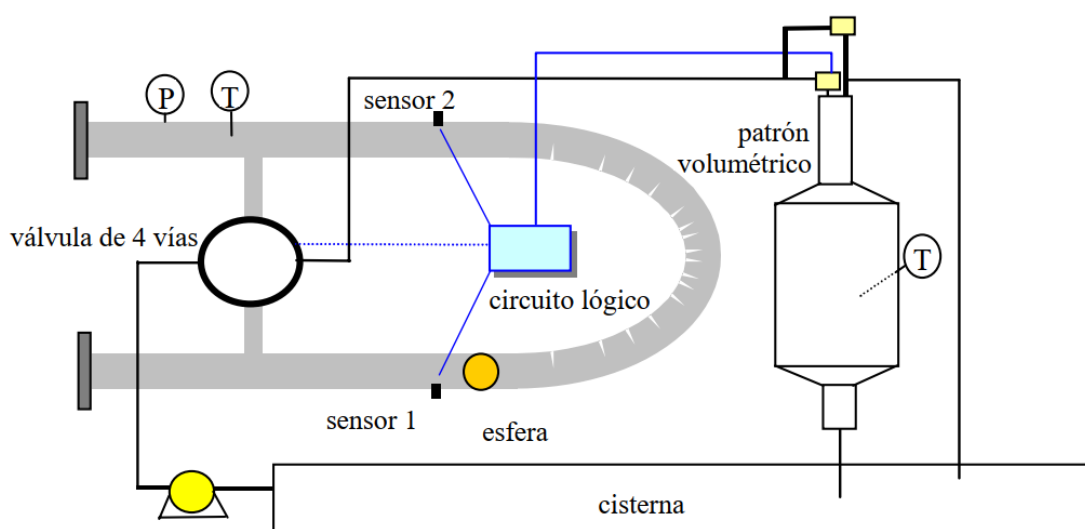 P
T
sensor 2
patrón
volumétrico
válvula de 4 vías
T
circuito lógico
sensor 1
esfera
cisterna